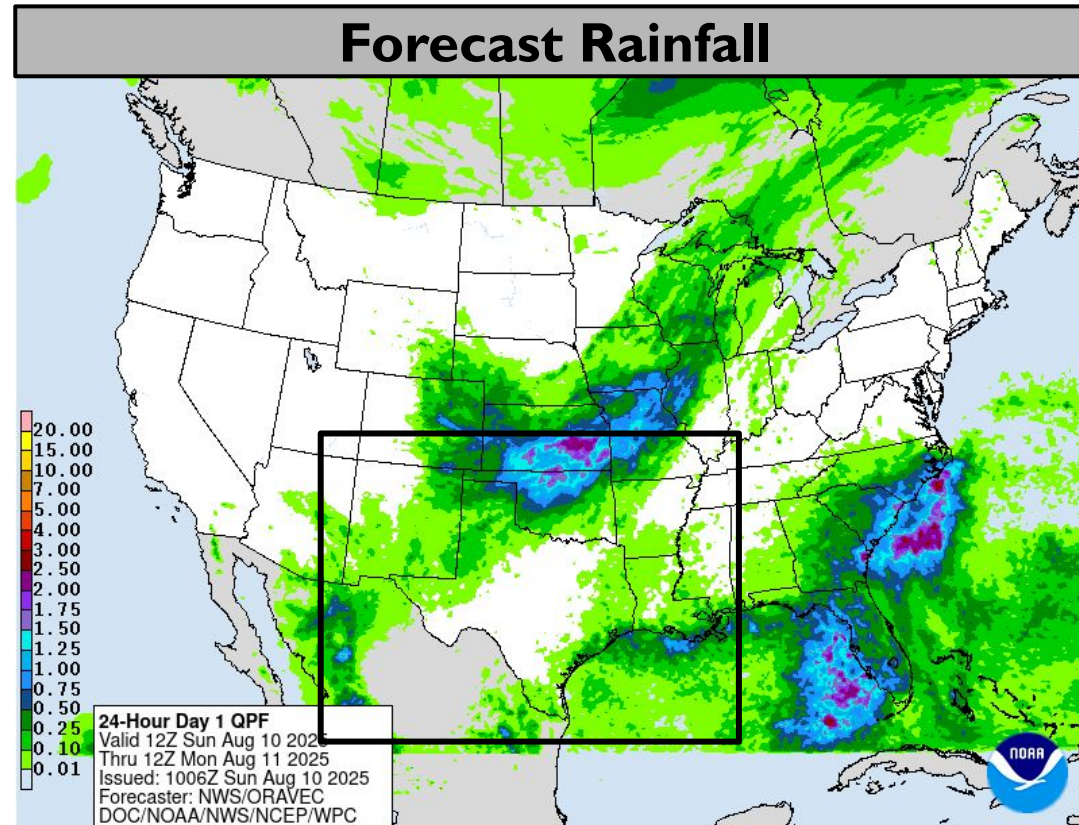 Forecast Rainfall
20.00
15.00
10.00
7.00
5.00
4.00
3.00
2.50
2.00
1.75
1.50
1.25
1.00
0.75
0.50
0.25
0.10
0.01
24-Hour Day 1 QPF
Valid 12Z Sun Aug 10 2025
Thru 12Z Mon Aug 11 2025
Issued: 1006Z Sun Aug 10 2025
Forecaster: NWS/ORAVEC
DOC/NOAA/NWS/NCEP/WPC
NOAA